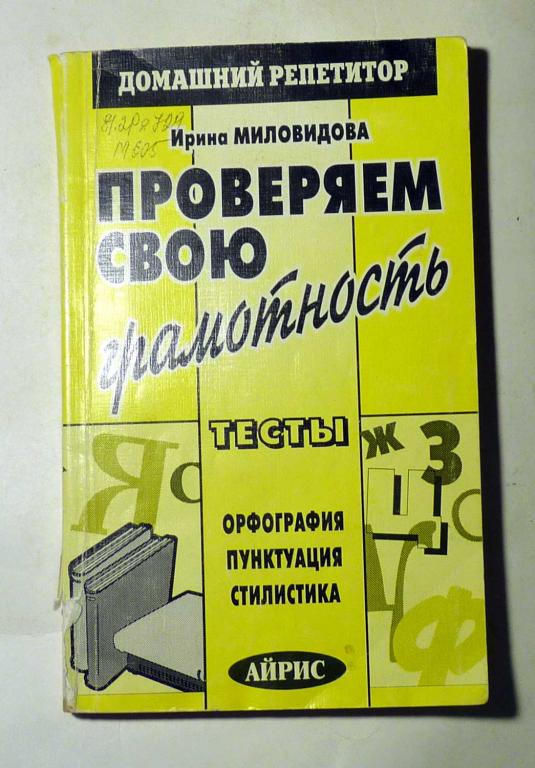 ДОМАШНИЙ РЕПЕТИТОР
Ирина МИЛОВИДОВА
ПРОВЕРЯЕМ
СВОЮ
грамотность
ТЕСТЫ
ОРФОГРАФИЯ
ПУНКТУАЦИЯ
СТИЛИСТИКА
Я
О
Ж
З
Ц
Ф
АЙРИС